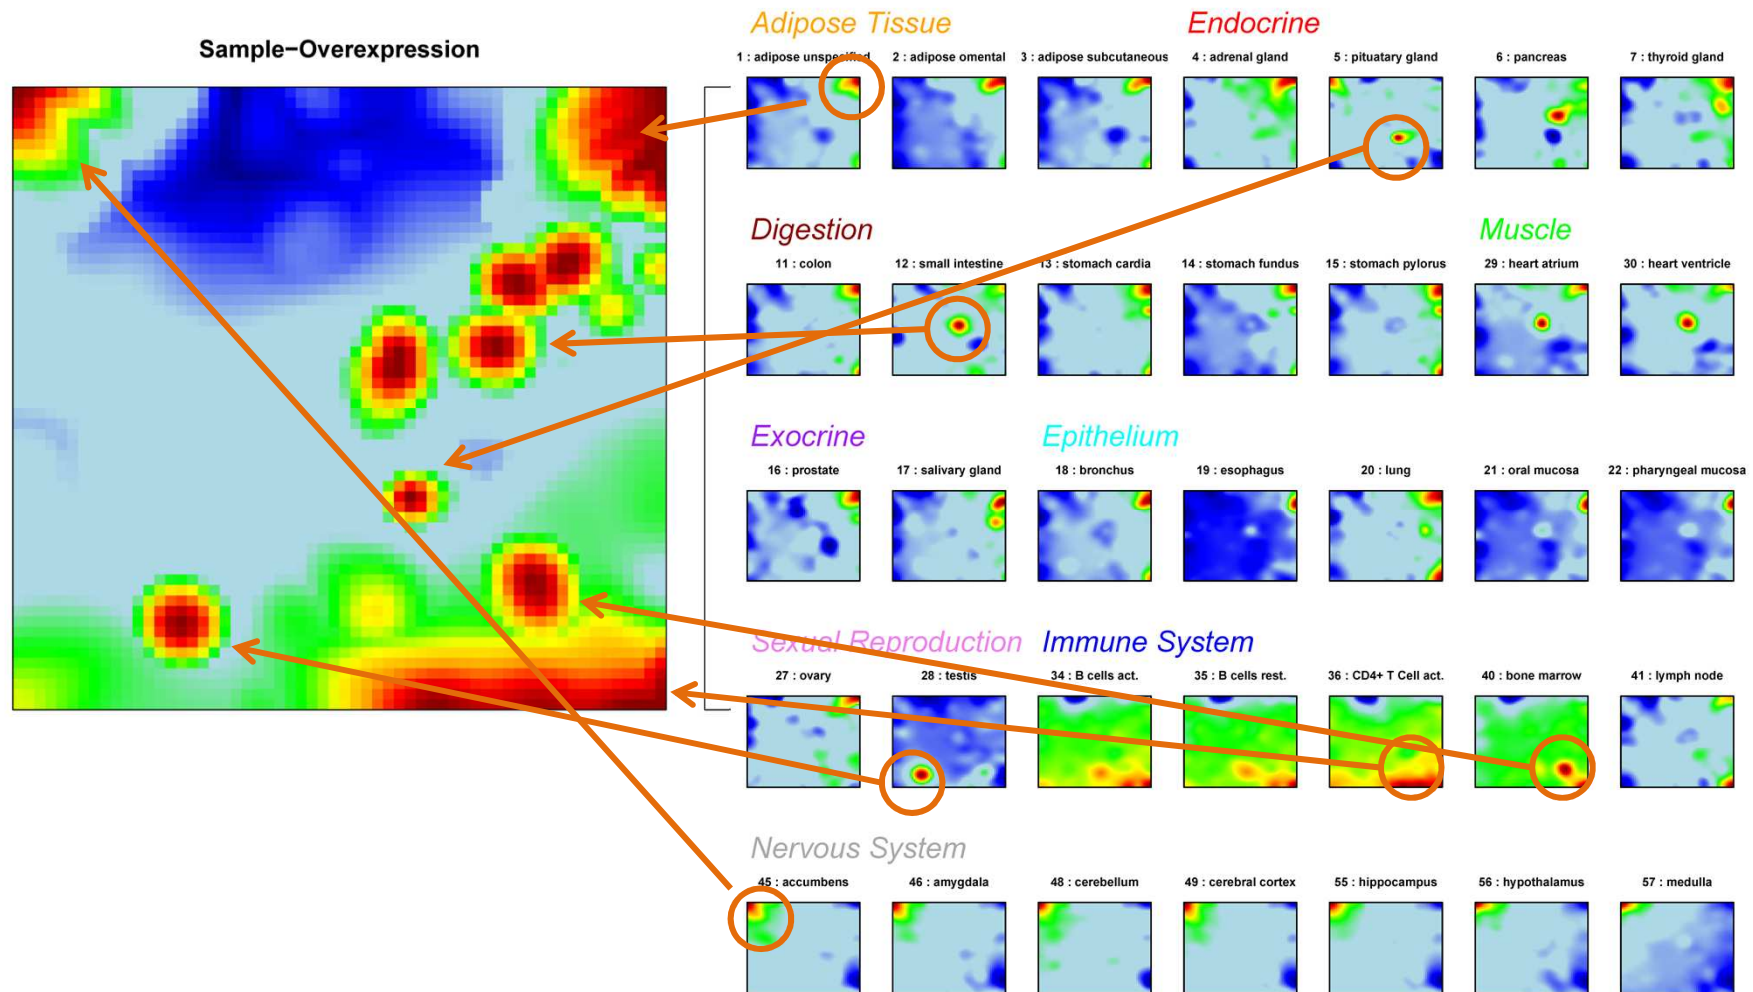 Adipose Tissue Endocrine
Sample-Overexpression
1 : adipose unspecified 2 : adipose omental 3 : adipose subcutaneous 4 : adrenal gland 5 : pituatary gland 6 : pancreas 7 : thyroid gland
Digestion Muscle
11 : colon 12 : small intestine 13 : stomach cardia 14 : stomach fundus 15 : stomach pylorus 29 : heart atrium 30 : heart ventricle
Exocrine Epithelium
16 : prostate 17 : salivary gland 18 : bronchus 19 : esophagus 20 : lung 21 : oral mucosa 22 : pharyngeal mucosa
Sexual Reproduction Immune System
27 : ovary 28 : testis 34 : B cells act. 35 : B cells rest. 36 : CD4+ T Cell act. 40 : bone marrow 41 : lymph node
Nervous System
45 : accumbens 46 : amygdala 48 : cerebellum 49 : cerebral cortex 55 : hippocampus 56 : hypothalamus 57 : medulla